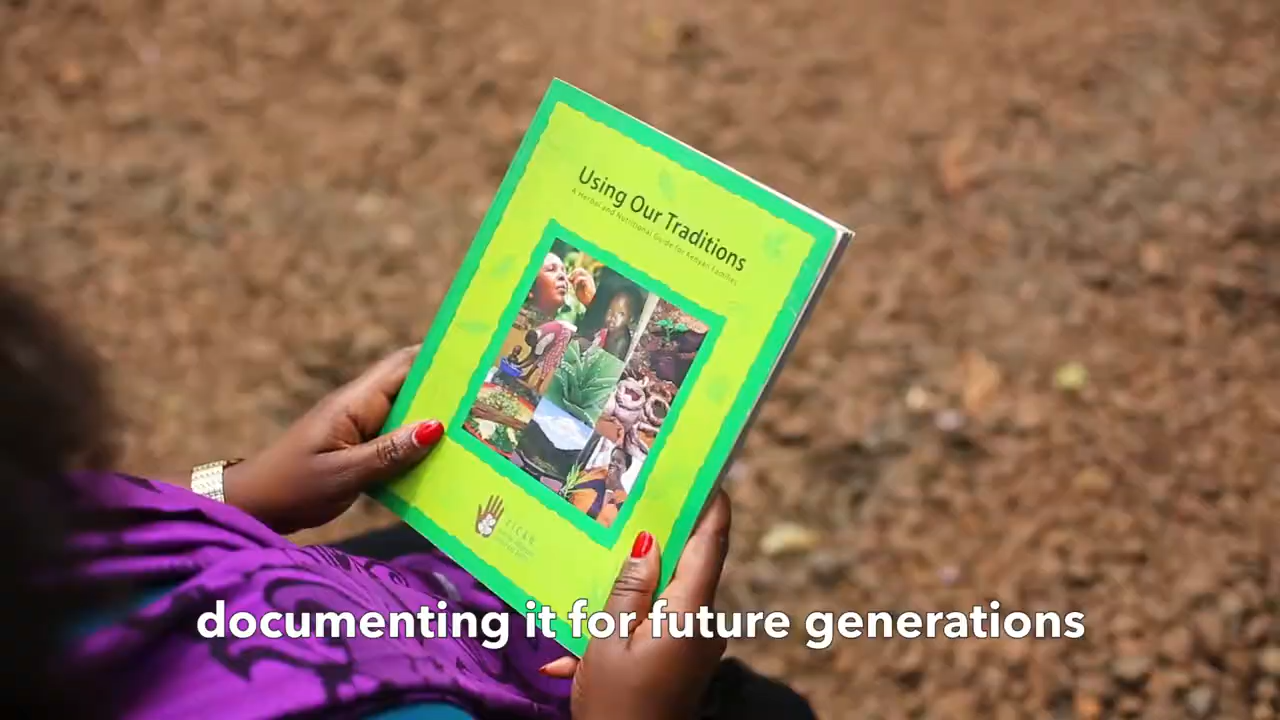 Using Our Traditions
A Herbal and Nutritional Guide for Kenyan Families
documenting it for future generations